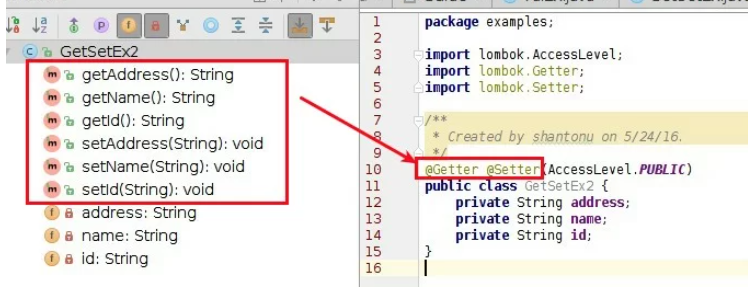 GetSetEx2
getAddress(): String
getName(): String
getId(): String
setAddress(String): void
setName(String): void
setId(String): void
address: String
name: String
id: String
1 package examples;
2
3 import lombok.AccessLevel;
4 import lombok.Getter;
5 import lombok.Setter;
6
7 /**
8 * Created by shantonu on 5/24/16.
9 */
10 @Getter @Setter(AccessLevel.PUBLIC)
11 public class GetSetEx2 {
12 private String address;
13 private String name;
14 private String id;
15 }
16